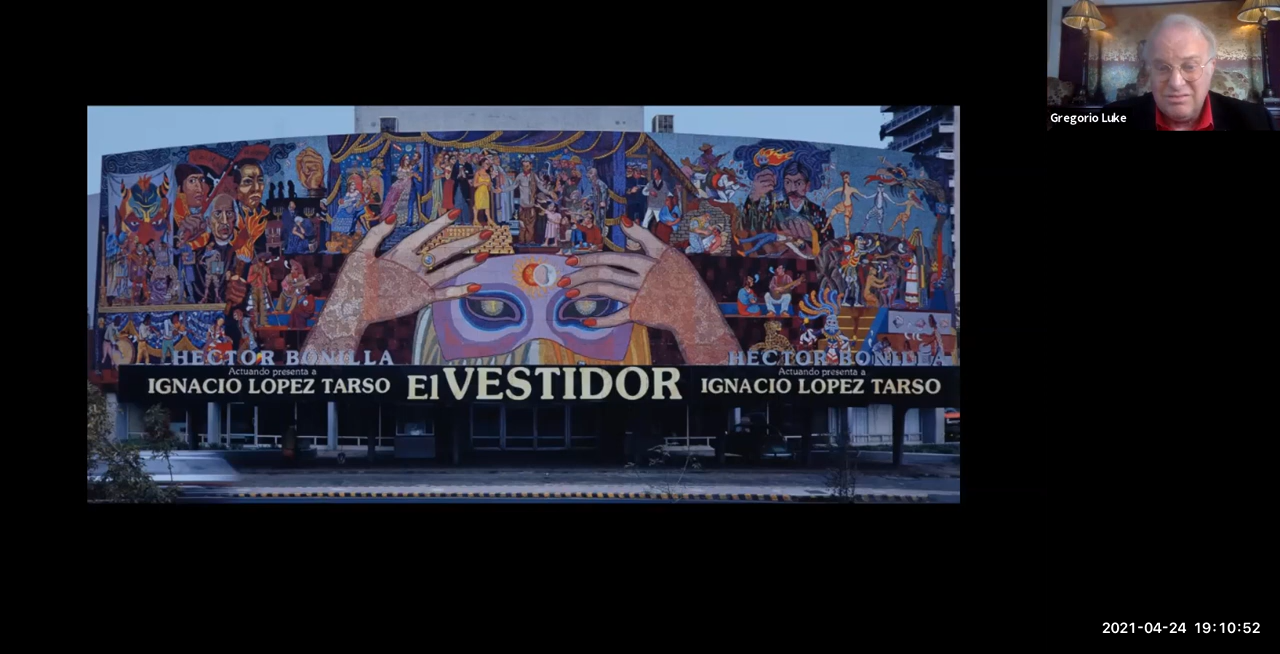 Gregorio Luke
HECTOR BONILLA
HECTOR BONILLA
Actuando presenta a
Actuando presenta a
IGNACIO LOPEZ TARSO
El VESTIDOR
IGNACIO LOPEZ TARSO
2021-04-24 19:10:52